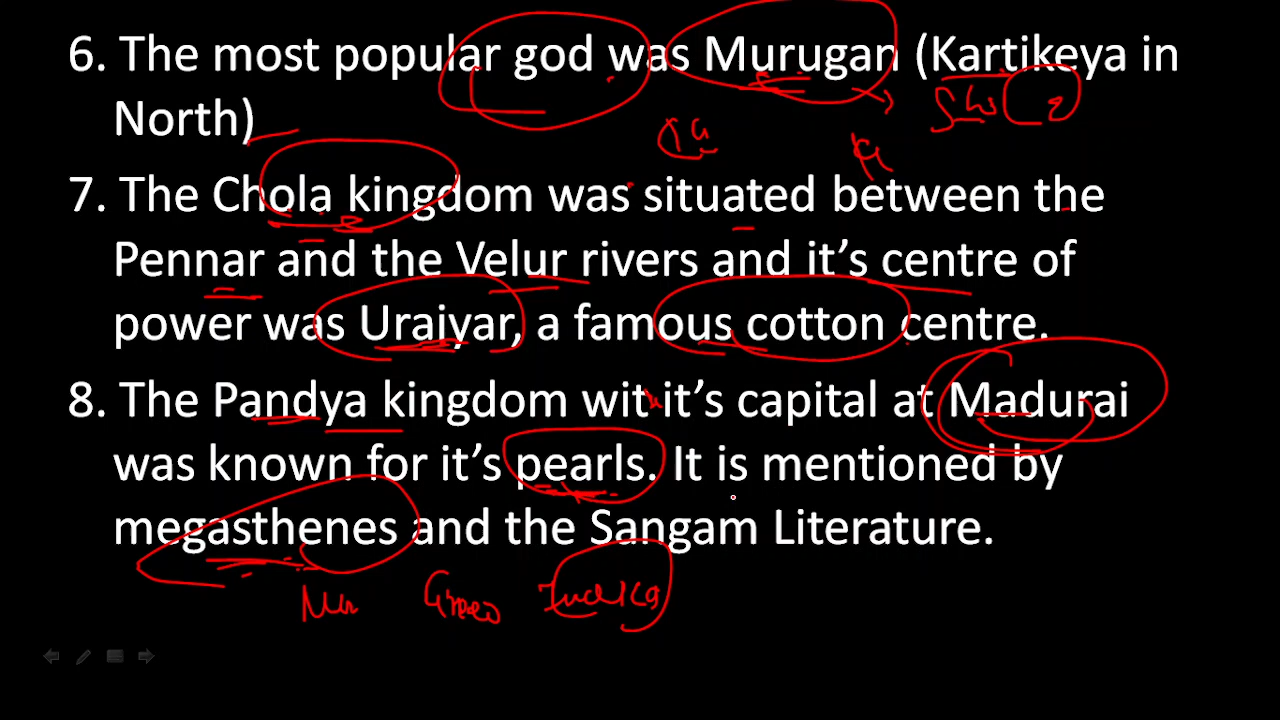 6. The most popular god was Murugan (Kartikeya in
North)
7. The Chola kingdom was situated between the
Pennar and the Velur rivers and it's centre of
power was Uraiyar, a famous cotton centre.
8. The Pandya kingdom wit it's capital at Madurai
was known for it's pearls. It is mentioned by
megasthenes and the Sangam Literature.